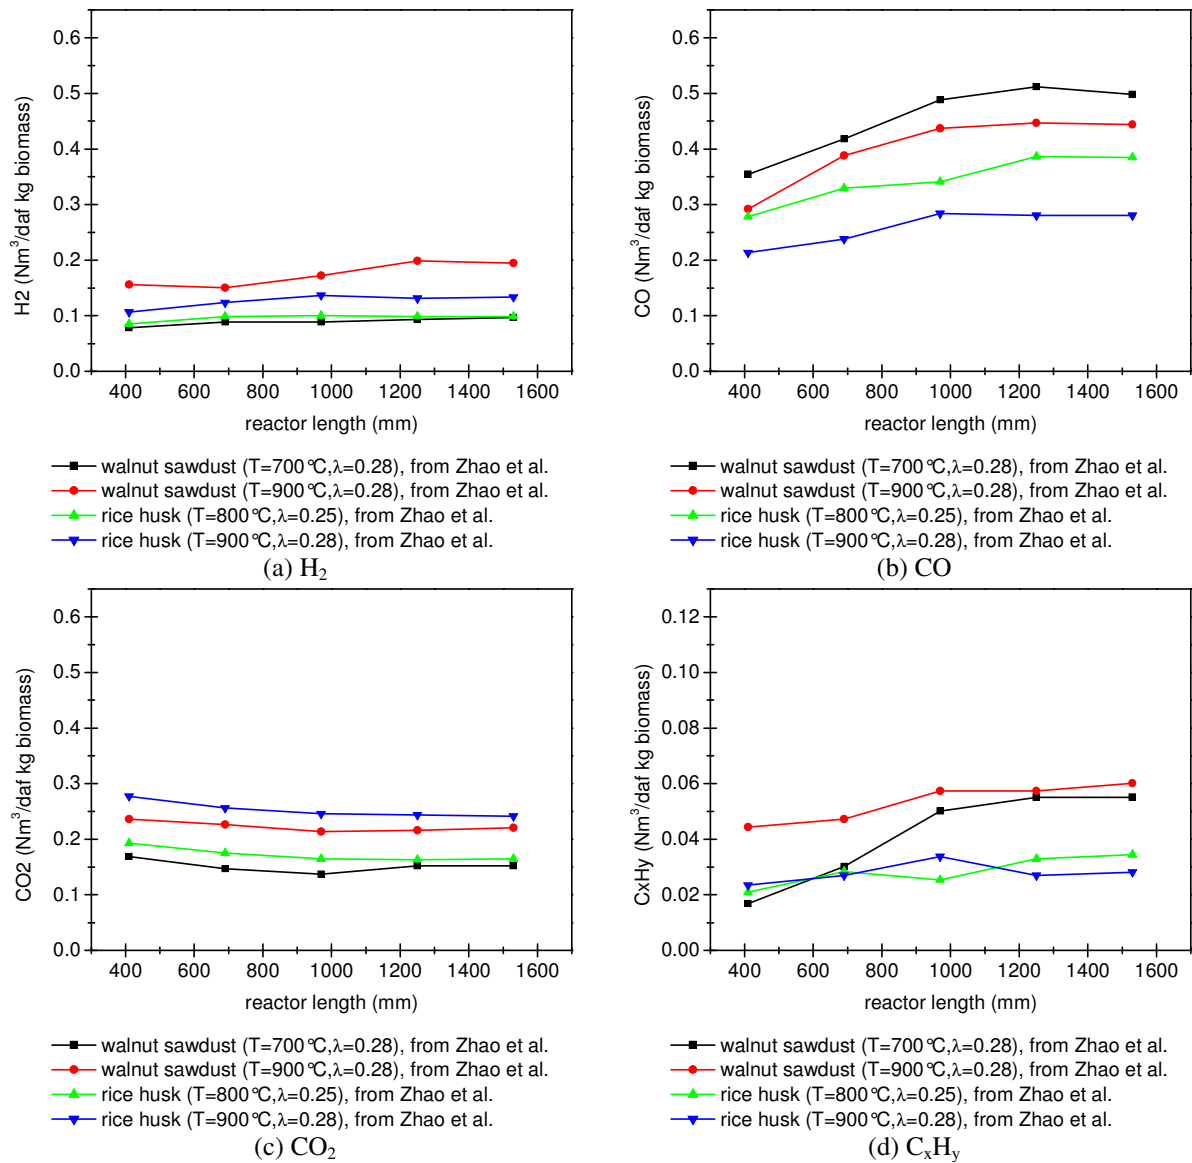 0.6
0.5
0.4
0.3
0.2
0.1
0.0
H2 (Nm³/daf kg biomass)
400 600 800 1000 1200 1400 1600
reactor length (mm)
walnut sawdust (T=700°C,λ=0.28), from Zhao et al.
walnut sawdust (T=900°C,λ=0.28), from Zhao et al.
rice husk (T=800°C,λ=0.25), from Zhao et al.
rice husk (T=900°C,λ=0.28), from Zhao et al.
(a) H₂
0.6
0.5
0.4
0.3
0.2
0.1
0.0
CO (Nm³/daf kg biomass)
400 600 800 1000 1200 1400 1600
reactor length (mm)
walnut sawdust (T=700°C,λ=0.28), from Zhao et al.
walnut sawdust (T=900°C,λ=0.28), from Zhao et al.
rice husk (T=800°C,λ=0.25), from Zhao et al.
rice husk (T=900°C,λ=0.28), from Zhao et al.
(b) CO
0.6
0.5
0.4
0.3
0.2
0.1
0.0
CO2 (Nm³/daf kg biomass)
400 600 800 1000 1200 1400 1600
reactor length (mm)
walnut sawdust (T=700°C,λ=0.28), from Zhao et al.
walnut sawdust (T=900°C,λ=0.28), from Zhao et al.
rice husk (T=800°C,λ=0.25), from Zhao et al.
rice husk (T=900°C,λ=0.28), from Zhao et al.
(c) CO₂
0.12
0.10
0.08
0.06
0.04
0.02
0.00
CxHy (Nm³/daf kg biomass)
400 600 800 1000 1200 1400 1600
reactor length (mm)
walnut sawdust (T=700°C,λ=0.28), from Zhao et al.
walnut sawdust (T=900°C,λ=0.28), from Zhao et al.
rice husk (T=800°C,λ=0.25), from Zhao et al.
rice husk (T=900°C,λ=0.28), from Zhao et al.
(d) CₓHᵧ